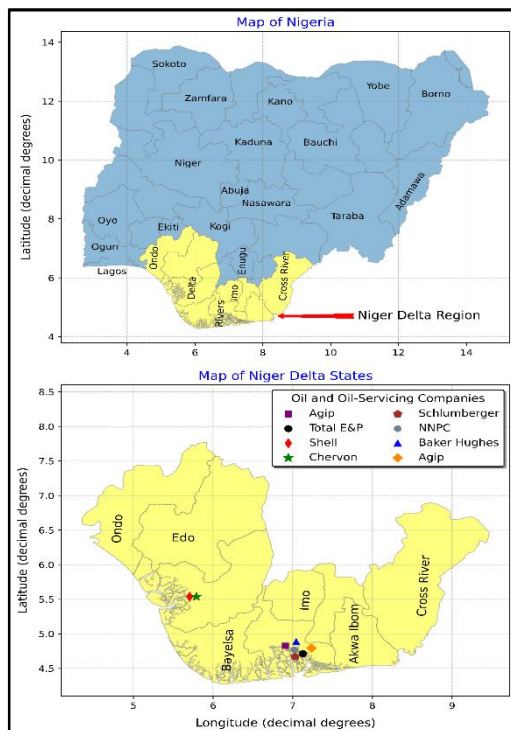 Map of Nigeria
Latitude (decimal degrees)
14
12
10
8
6
4
Sokoto
Zamfara
Kano
Yobe
Borno
Kaduna
Bauchi
Niger
Abuja
Nasawara
Adamawa
Taraba
Oyo
Ekiti
Kogi
Ogun
Lagos
Ondo
Enugu
Delta
Imo
Cross River
Rivers
Niger Delta Region
4 6 8 10 12 14
Map of Niger Delta States
Latitude (decimal degrees)
8.5
8.0
7.5
7.0
6.5
6.0
5.5
5.0
4.5
Oil and Oil-Servicing Companies
Agip Schlumberger
Total E&P NNPC
Shell Baker Hughes
Chervon Agip
Ondo
Edo
Cross River
Imo
Akwa Ibom
Bayelsa
5 6 7 8 9
Longitude (decimal degrees)